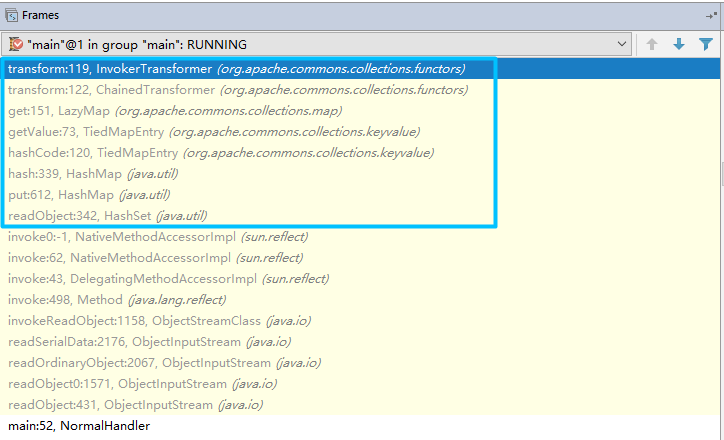 Frames
"main"@1 in group "main": RUNNING
transform:119, InvokerTransformer (org.apache.commons.collections.functors)
transform:122, ChainedTransformer (org.apache.commons.collections.functors)
get:151, LazyMap (org.apache.commons.collections.map)
getValue:73, TiedMapEntry (org.apache.commons.collections.keyvalue)
hashCode:120, TiedMapEntry (org.apache.commons.collections.keyvalue)
hash:339, HashMap (java.util)
put:612, HashMap (java.util)
readObject:342, HashSet (java.util)
invoke0:-1, NativeMethodAccessorImpl (sun.reflect)
invoke:62, NativeMethodAccessorImpl (sun.reflect)
invoke:43, DelegatingMethodAccessorImpl (sun.reflect)
invoke:498, Method (java.lang.reflect)
invokeReadObject:1158, ObjectStreamClass (java.io)
readSerialData:2176, ObjectInputStream (java.io)
readOrdinaryObject:2067, ObjectInputStream (java.io)
readObject0:1571, ObjectInputStream (java.io)
readObject:431, ObjectInputStream (java.io)
main:52, NormalHandler